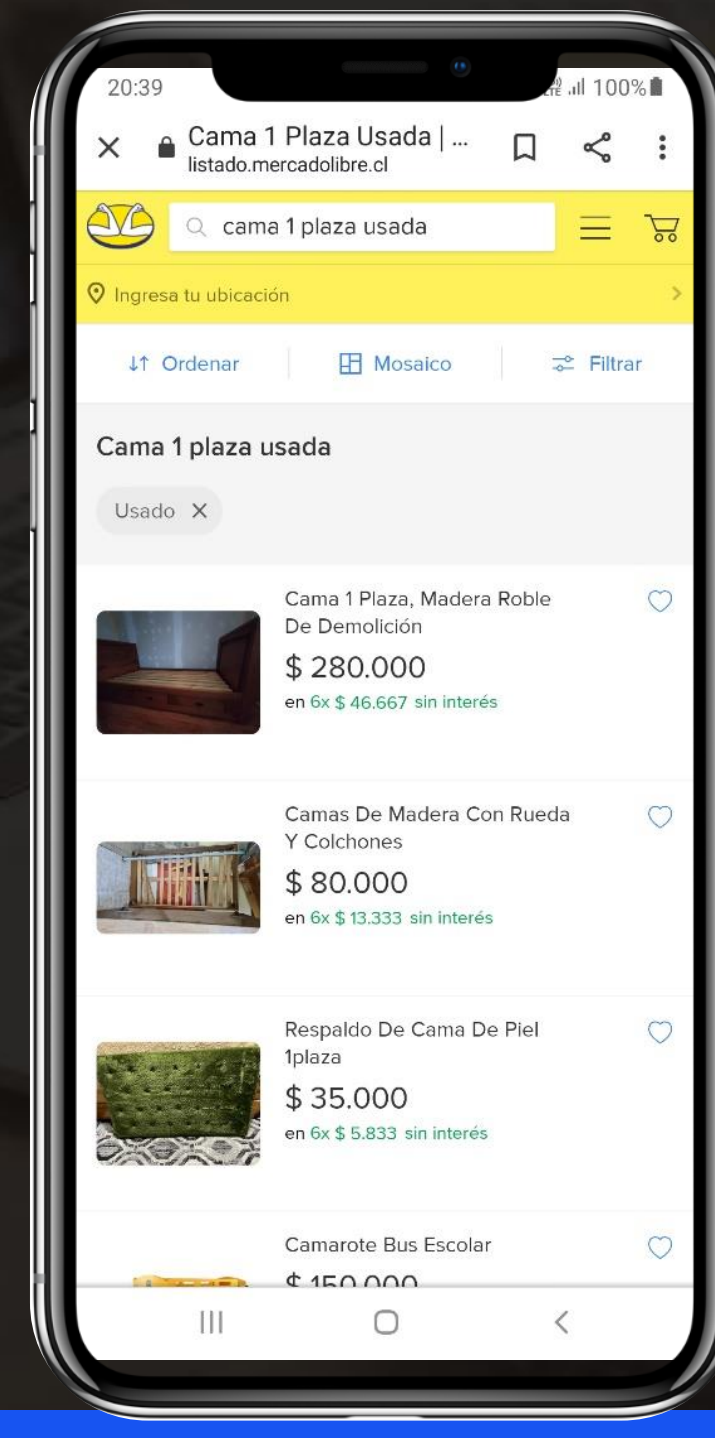 20:39
LTE 100%
Cama 1 Plaza Usada | ...
listado.mercadolibre.cl
cama 1 plaza usada
Ingresa tu ubicación
↓↑ Ordenar
Mosaico
Filtrar
Cama 1 plaza usada
Usado X
Cama 1 Plaza, Madera Roble
De Demolición
$ 280.000
en 6x $ 46.667 sin interés
Camas De Madera Con Rueda
Y Colchones
$ 80.000
en 6x $ 13.333 sin interés
Respaldo De Cama De Piel
1plaza
$ 35.000
en 6x $ 5.833 sin interés
Camarote Bus Escolar
$ 150.000